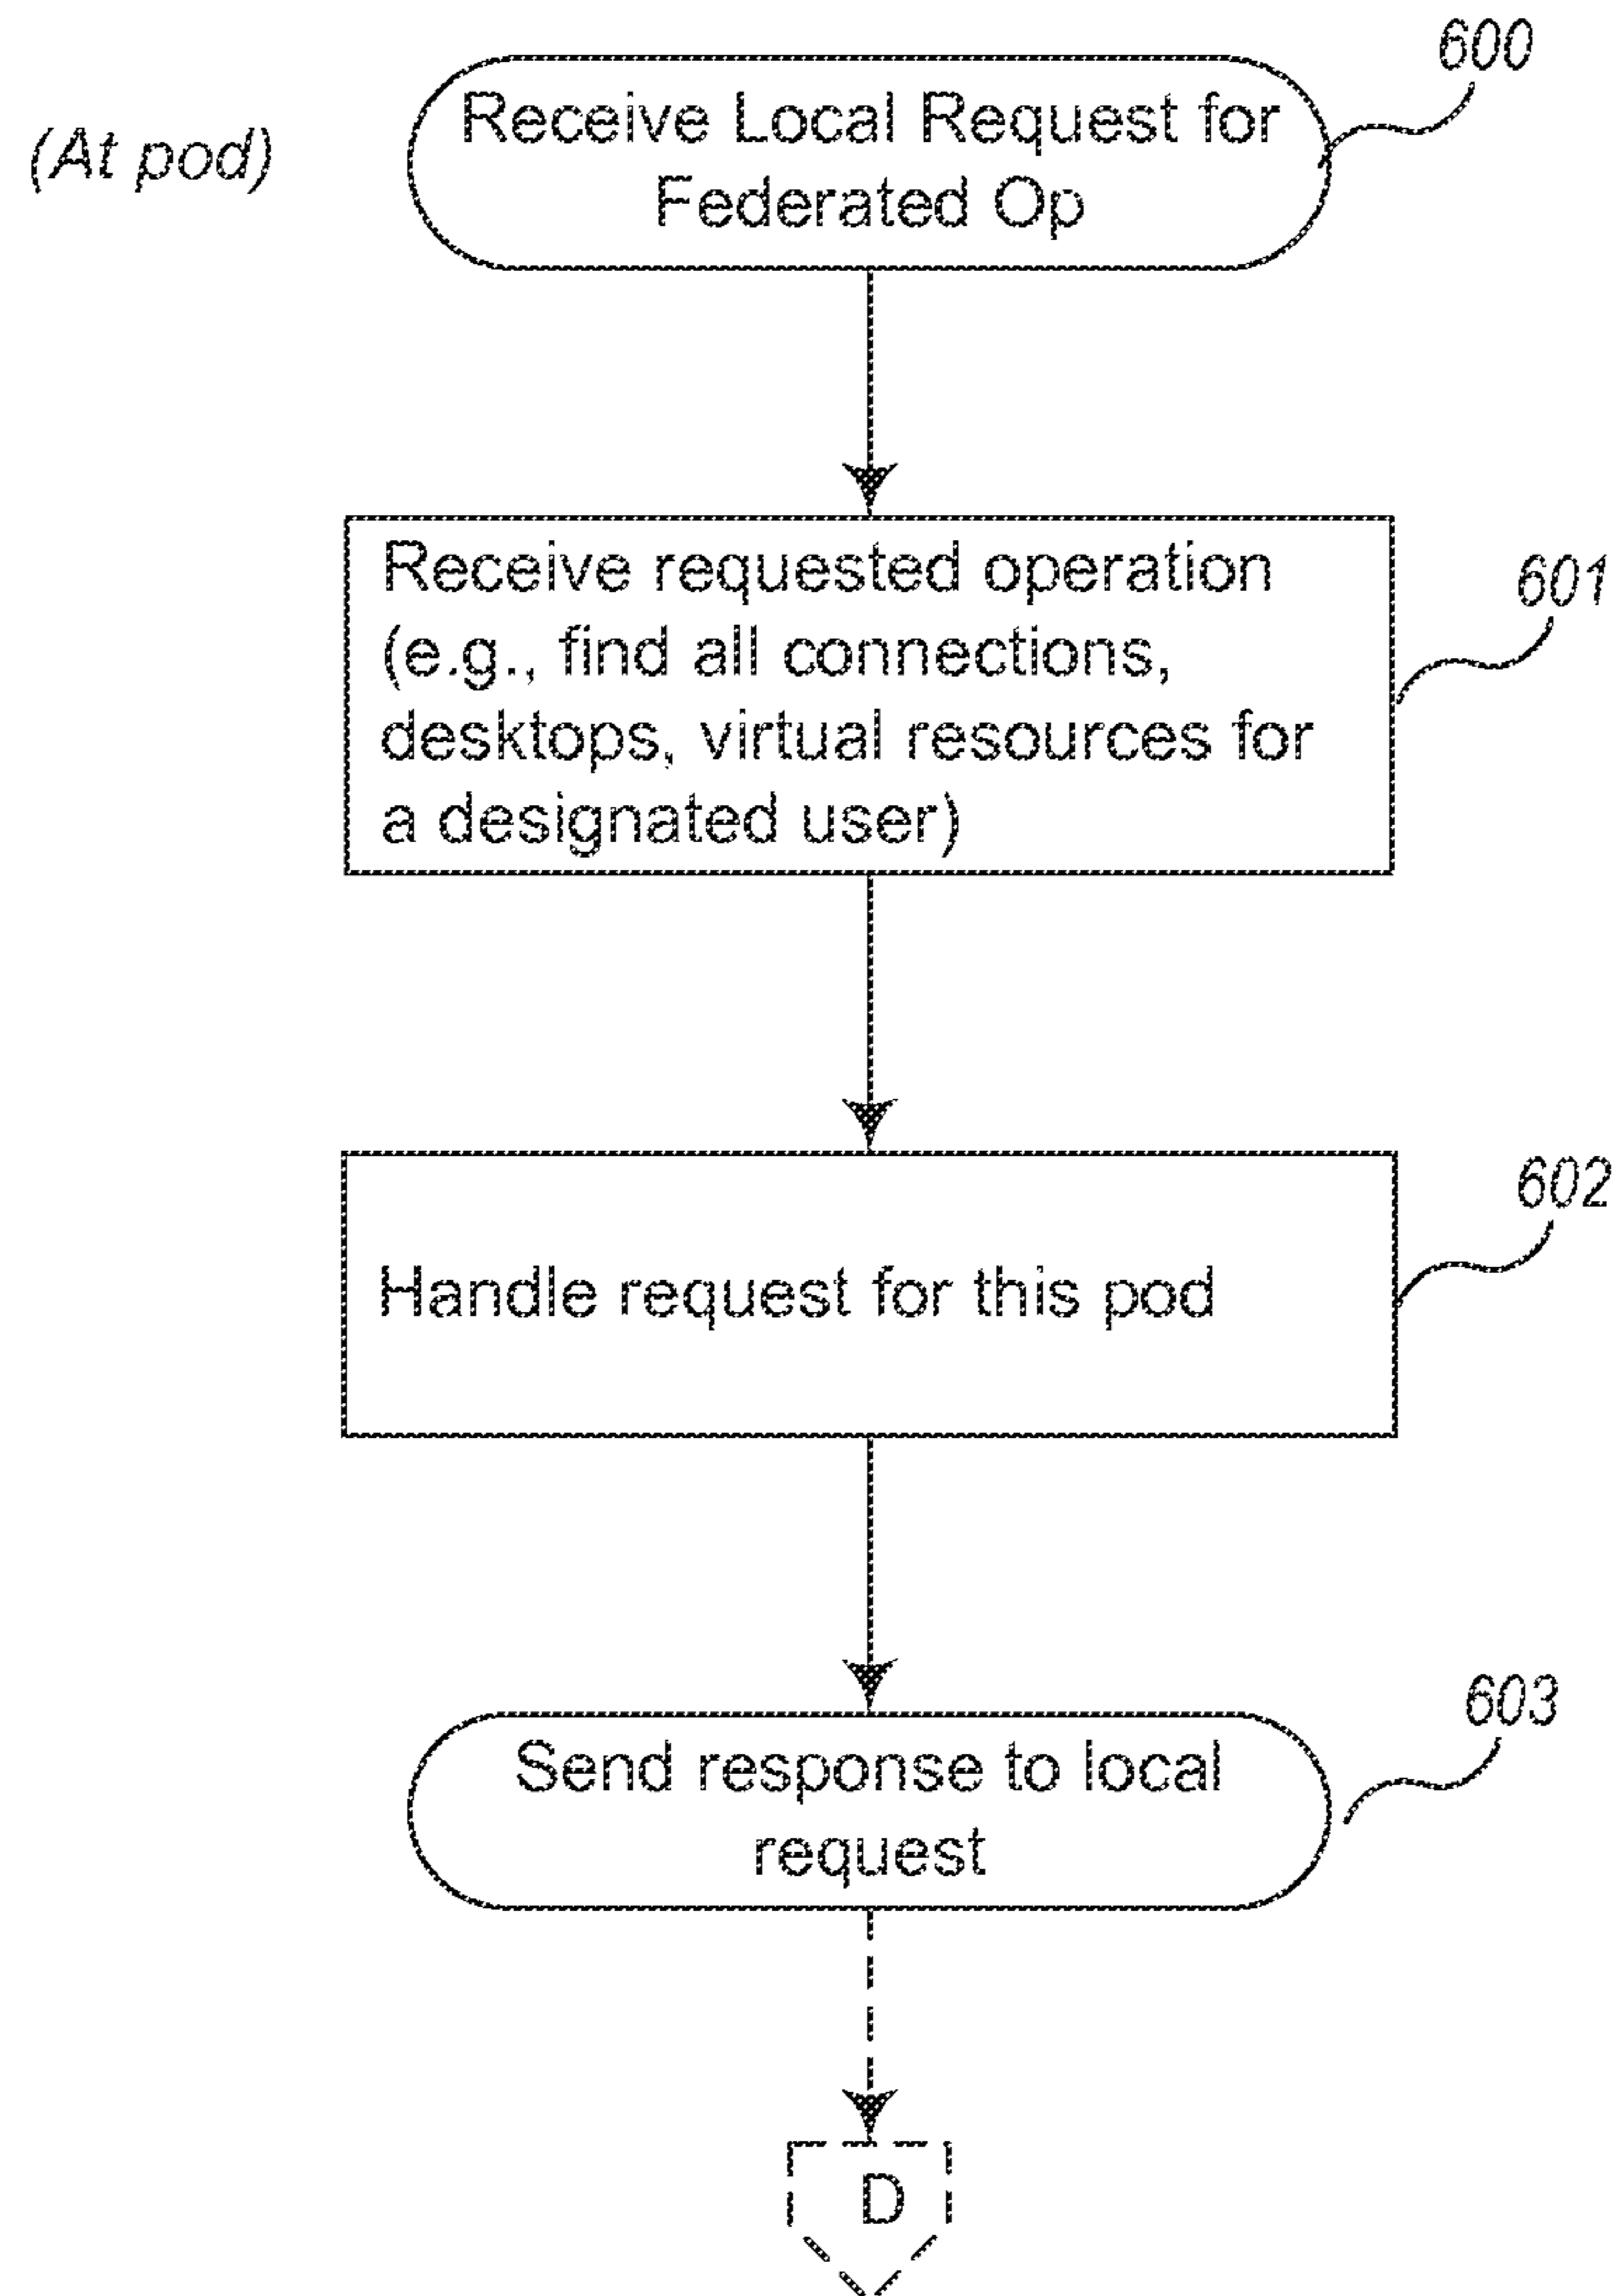 600
(At pod)
Receive Local Request for
Federated Op
Receive requested operation
(e.g., find all connections,
desktops, virtual resources for
a designated user)
601
Handle request for this pod
602
Send response to local
request
603
D